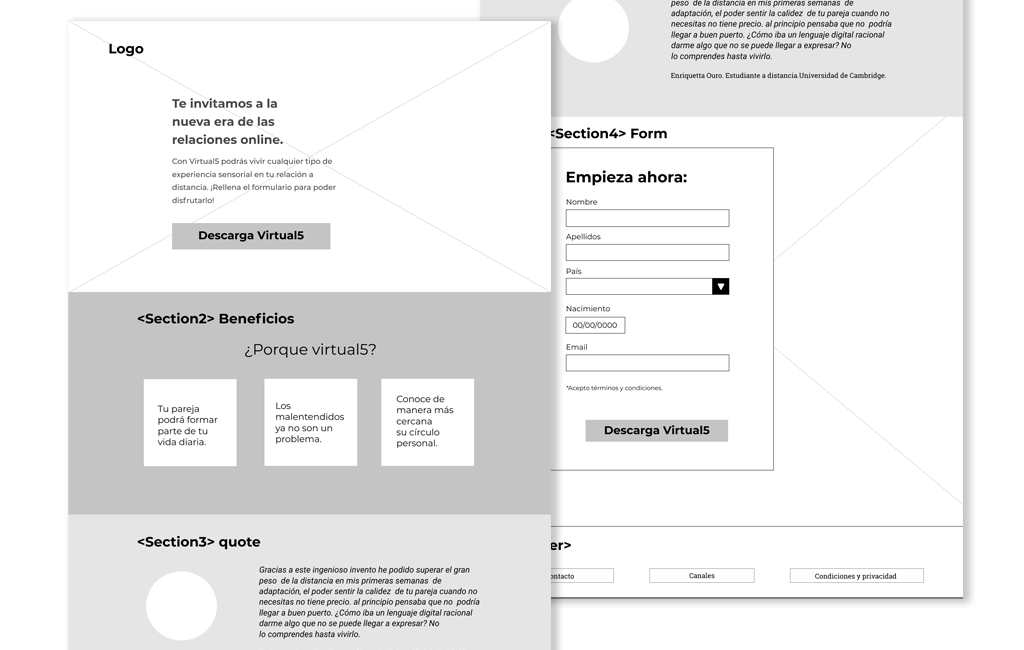 Logo
Te invitamos a la
nueva era de las
relaciones online.
Con Virtual5 podrás vivir cualquier tipo de
experiencia sensorial en tu relación a
distancia. ¡Rellena el formulario para poder
disfrutarlo!
Descarga Virtual5
<Section2> Beneficios
¿Porque virtual5?
Tu pareja
podrá formar
parte de tu
vida diaria.
Los
malentendidos
ya no son un
problema.
Conoce de
manera más
cercana
su círculo
personal.
<Section3> quote
Gracias a este ingenioso invento he podido superar el gran
peso de la distancia en mis primeras semanas de
adaptación, el poder sentir la calidez de tu pareja cuando no
necesitas no tiene precio. al principio pensaba que no podría
llegar a buen puerto. ¿Cómo iba un lenguaje digital racional
darme algo que no se puede llegar a expresar? No
lo comprendes hasta vivirlo.
peso de la distancia en mis primeras semanas de
adaptación, el poder sentir la calidez de tu pareja cuando no
necesitas no tiene precio. al principio pensaba que no podría
llegar a buen puerto. ¿Cómo iba un lenguaje digital racional
darme algo que no se puede llegar a expresar? No
lo comprendes hasta vivirlo.
Enriquetta Ouro. Estudiante a distancia.Universidad de Cambridge.
<Section4> Form
Empieza ahora:
Nombre
Apellidos
País
Nacimiento
00/00/0000
Email
*Acepto términos y condiciones.
Descarga Virtual5
er>
ontacto
Canales
Condiciones y privacidad